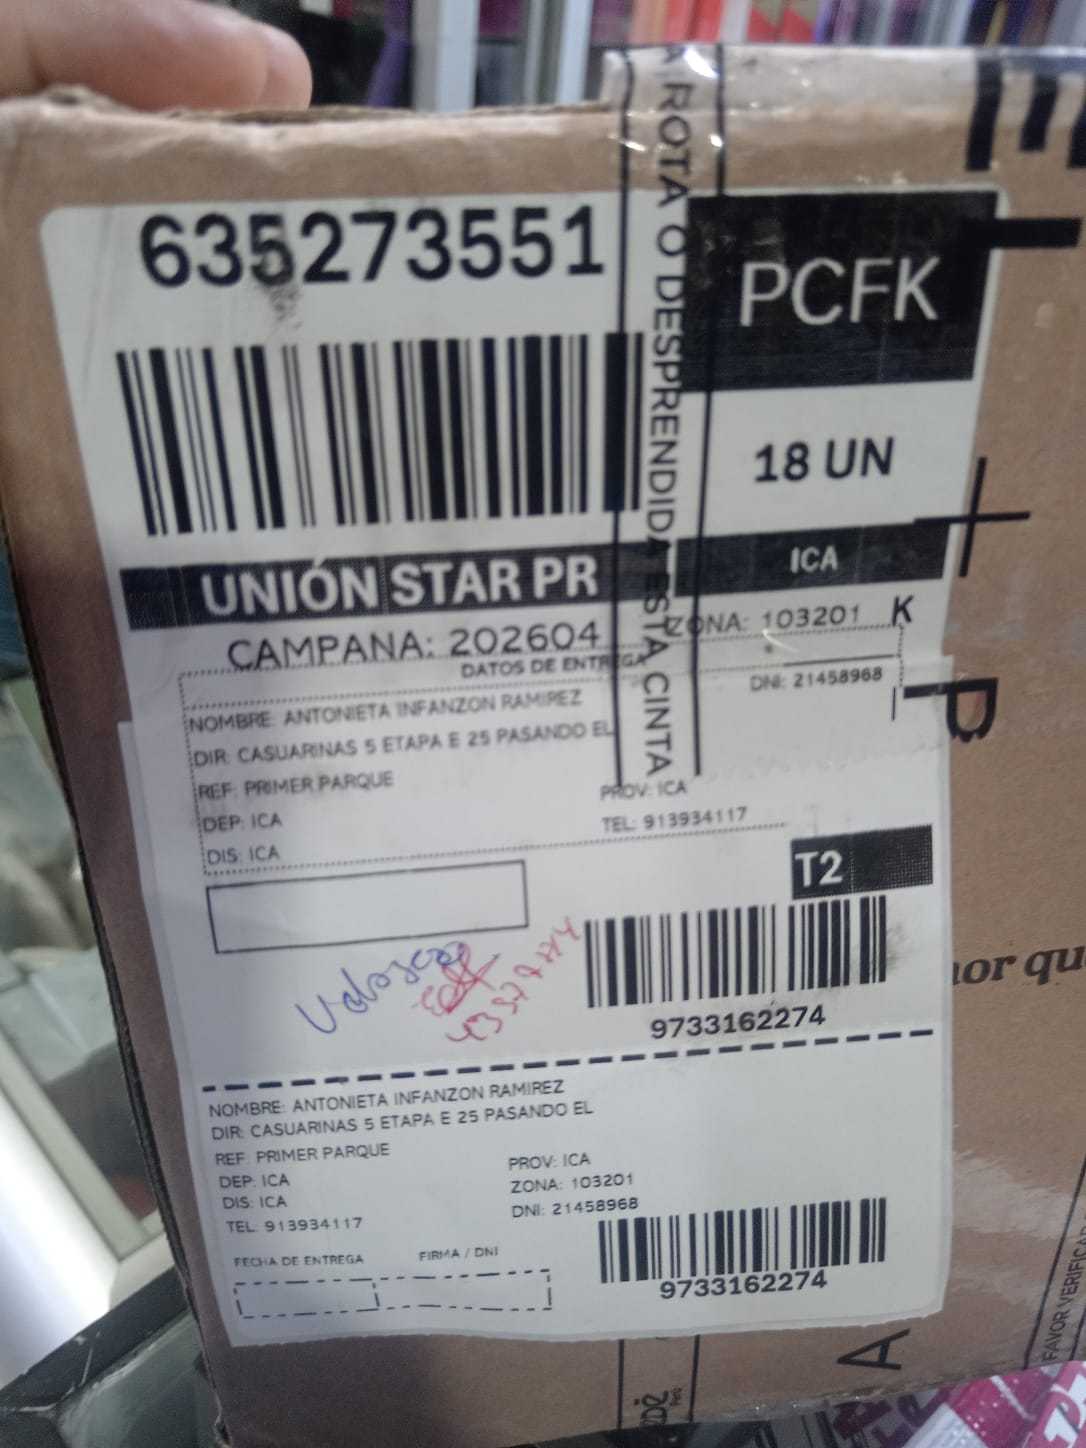 635273551
PCFK
18 UN
UNIÓN STAR PR
ICA
CAMPAÑA: 202604
ZONA: 103201 K
DATOS DE ENTREGA
DNI: 21458968
NOMBRE: ANTONIETA INFANZON RAMIREZ
DIR: CASUARINAS 5 ETAPA E 25 PASANDO EL
REF: PRIMER PARQUE
PROV: ICA
DEP: ICA
TEL: 913934117
DIS: ICA
T2
9733162274
NOMBRE: ANTONIETA INFANZON RAMIREZ
DIR: CASUARINAS 5 ETAPA E 25 PASANDO EL
REF: PRIMER PARQUE
PROV: ICA
DEP: ICA
ZONA: 103201
DIS: ICA
DNI: 21458968
TEL: 913934117
FECHA DE ENTREGA
FIRMA / DNI
9733162274
ROTA O DESPRENDIDA ESTA CINTA
FAVOR VERIFICAR